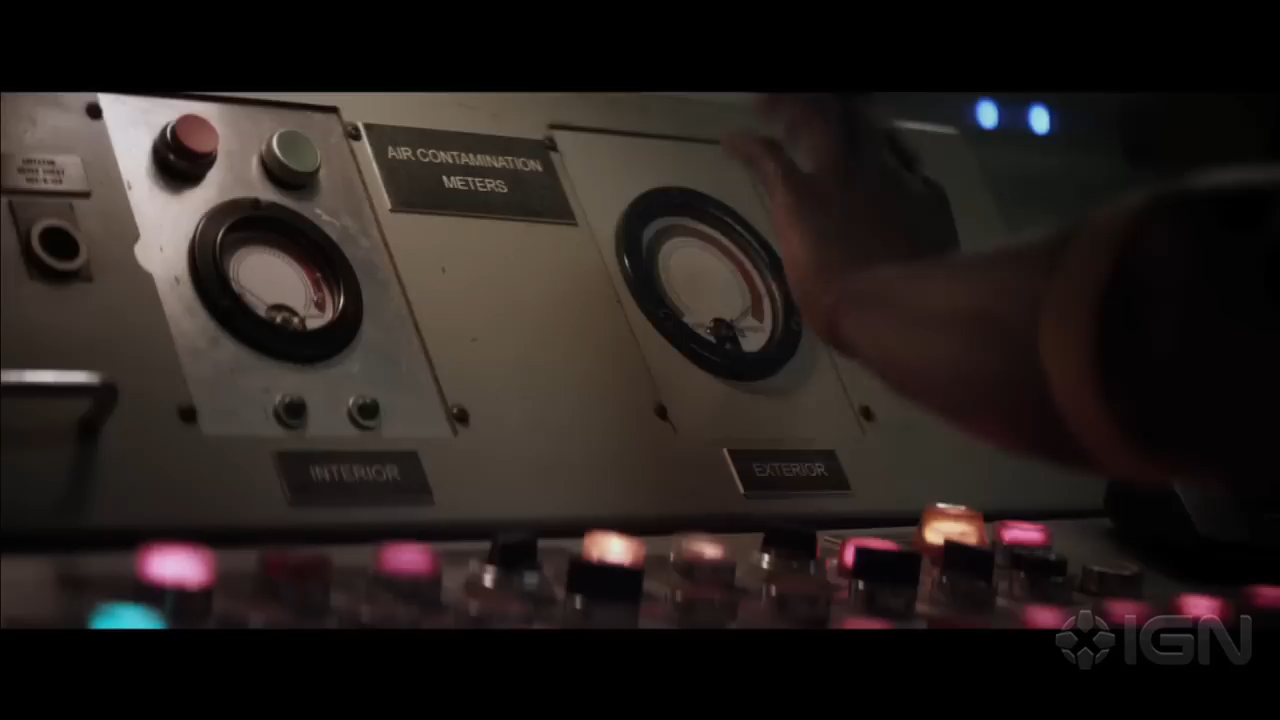 AIR CONTAMINATION
METERS
INTERIOR
EXTERIOR
IGN